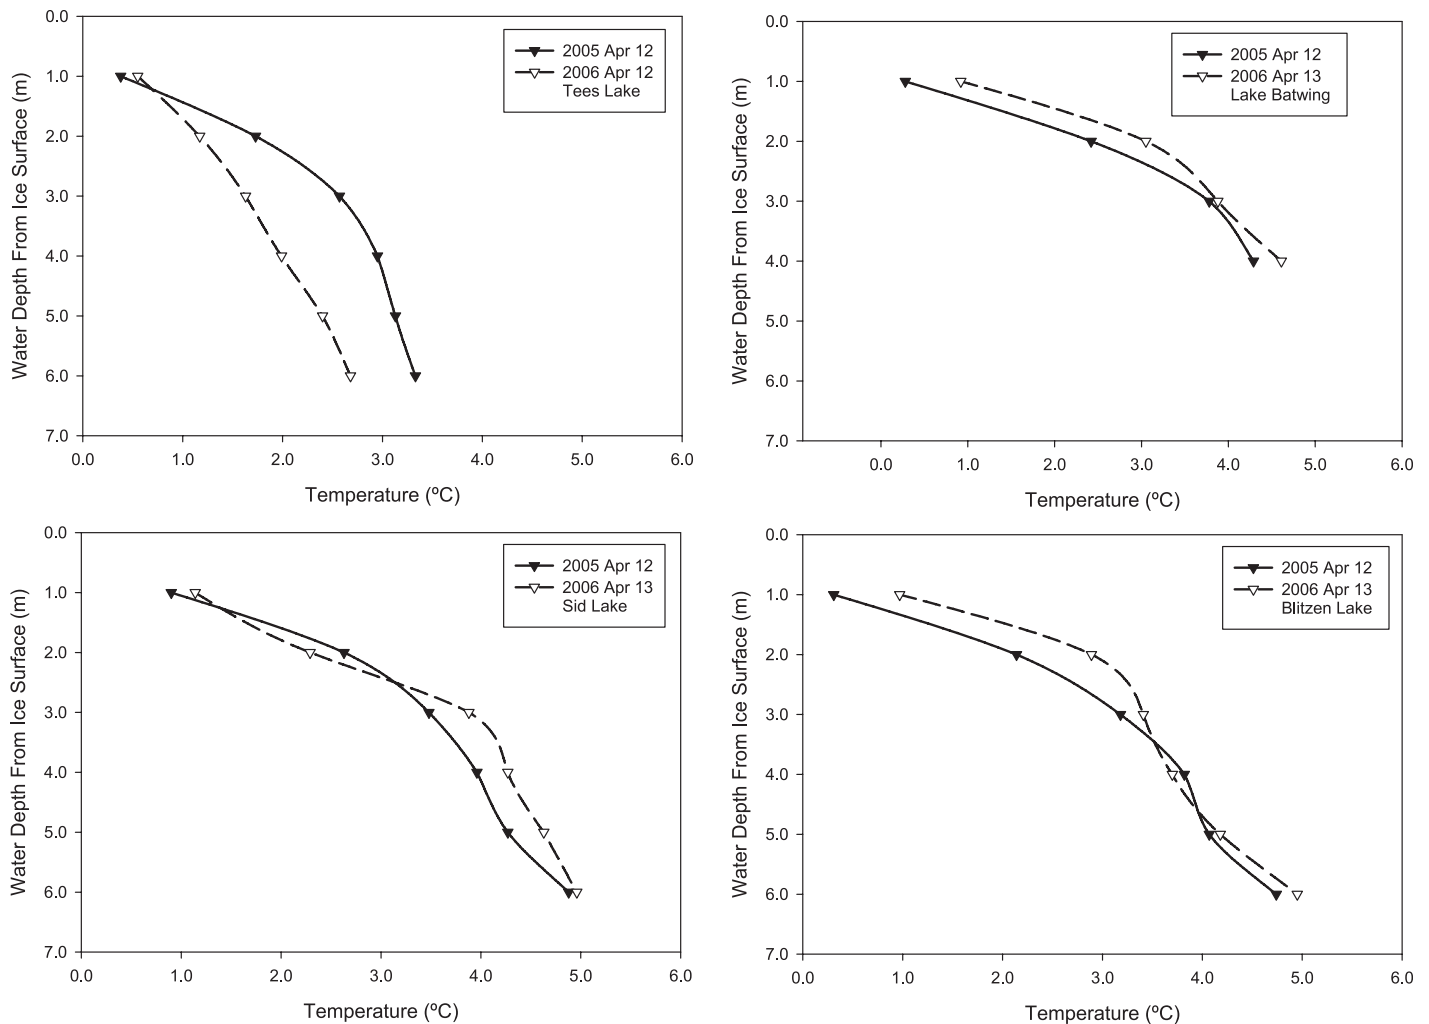 0.0
1.0
2.0
3.0
4.0
5.0
6.0
7.0
Water Depth From Ice Surface (m)
2005 Apr 12
2006 Apr 12
Tees Lake
0.0 1.0 2.0 3.0 4.0 5.0 6.0
Temperature (ºC)
0.0
1.0
2.0
3.0
4.0
5.0
6.0
7.0
Water Depth From Ice Surface (m)
2005 Apr 12
2006 Apr 13
Lake Batwing
0.0 1.0 2.0 3.0 4.0 5.0 6.0
Temperature (ºC)
0.0
1.0
2.0
3.0
4.0
5.0
6.0
7.0
Water Depth From Ice Surface (m)
2005 Apr 12
2006 Apr 13
Sid Lake
0.0 1.0 2.0 3.0 4.0 5.0 6.0
Temperature (ºC)
0.0
1.0
2.0
3.0
4.0
5.0
6.0
7.0
Water Depth From Ice Surface (m)
2005 Apr 12
2006 Apr 13
Blitzen Lake
0.0 1.0 2.0 3.0 4.0 5.0 6.0
Temperature (ºC)